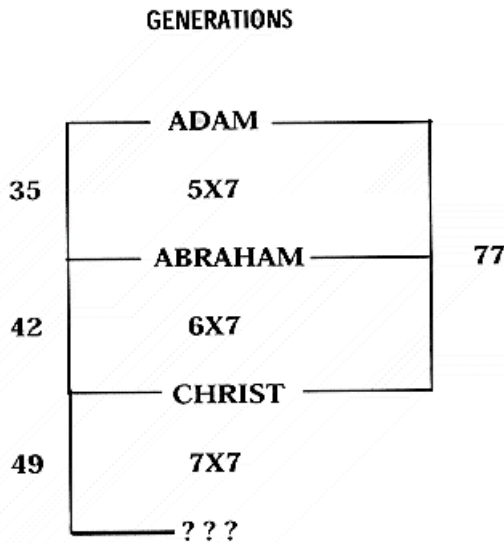 GENERATIONS
ADAM
35 5X7
ABRAHAM 77
42 6X7
CHRIST
49 7X7
? ? ?